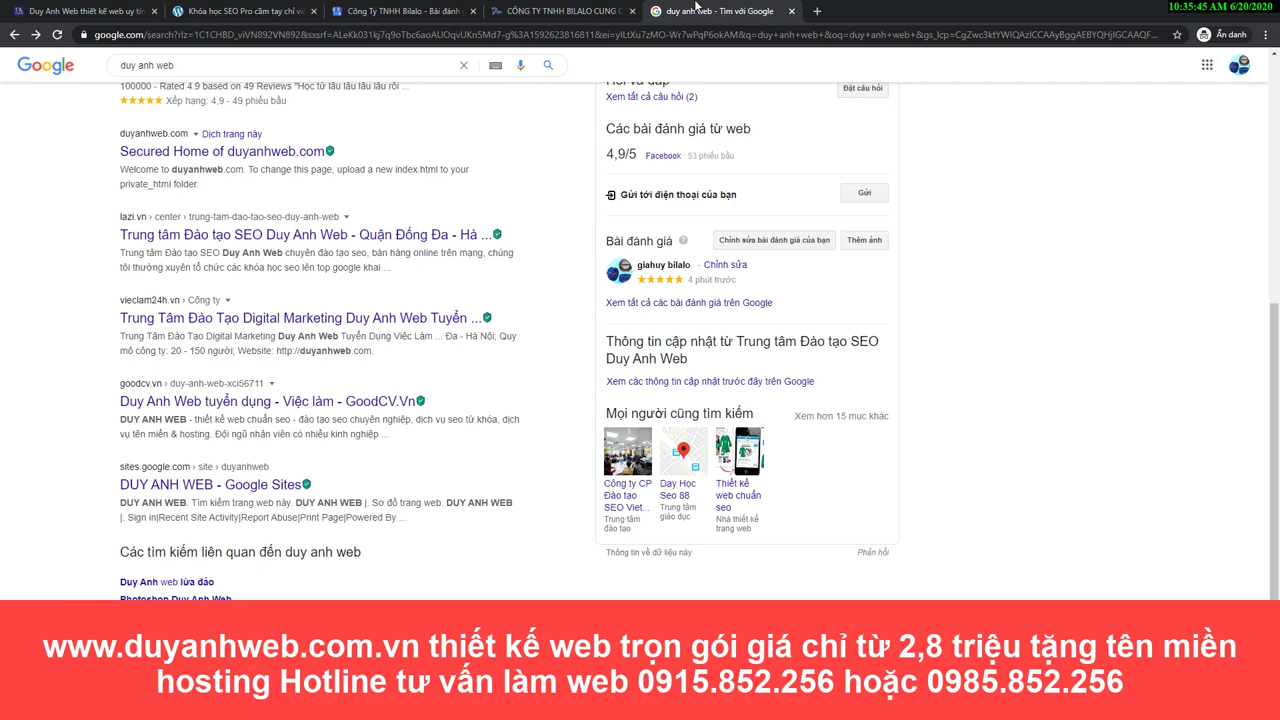 Duy Anh Web thiết kế web uy tín
Khóa học SEO Pro cầm tay chỉ vi
Công Ty TNHH Bilalo - Bài đánh
CÔNG TY TNHH BILALO CUNG C
duy anh web - Tìm với Google
10:35:45 AM 6/20/2020
Ẩn danh
Google
duy anh web
100000 - Rated 4.9 based on 49 Reviews "Học từ lâu lâu lâu lâu rồi ...
Xếp hạng: 4,9 - 49 phiếu bầu
duyanhweb.com Dịch trang này
Secured Home of duyanhweb.com
Welcome to duyanhweb.com. To change this page, upload a new index.html to your
private_html folder.
lazi.vn › center › trung-tam-dao-tao-seo-duy-anh-web
Trung tâm Đào tạo SEO Duy Anh Web - Quận Đống Đa - Hà ...
Trung tâm Đào tạo SEO Duy Anh Web chuyên đào tạo seo, bán hàng online trên mạng, chúng
tôi thường xuyên tổ chức các khóa học seo lên top google khai ...
vieclam24h.vn › Công ty
Trung Tâm Đào Tạo Digital Marketing Duy Anh Web Tuyển ...
Trung Tâm Đào Tạo Digital Marketing Duy Anh Web Tuyển Dụng Việc Làm ... Đa - Hà Nội; Quy
mô công ty: 20 - 150 người; Website: http://duyanhweb.com.
goodcv.vn › duy-anh-web-xci56711
Duy Anh Web tuyển dụng - Việc làm - GoodCV.Vn
DUY ANH WEB - thiết kế web chuẩn seo - đào tạo seo chuyên nghiệp, dịch vụ seo từ khóa, dịch
vụ tên miền & hosting. Đội ngũ nhân viên có nhiều kinh nghiệp ...
sites.google.com › site › duyanhweb
DUY ANH WEB - Google Sites
DUY ANH WEB. Tìm kiếm trang web này. DUY ANH WEB |. Sơ đồ trang web. DUY ANH WEB
|. Sign in|Recent Site Activity|Report Abuse|Print Page|Powered By ...
Các tìm kiếm liên quan đến duy anh web
Duy Anh web lừa đảo
Photoshop Duy Anh Web
Hỏi và đáp
Xem tất cả câu hỏi (2)
Đặt câu hỏi
Các bài đánh giá từ web
4,9/5 Facebook 53 phiếu bầu
Gửi tới điện thoại của bạn
Gửi
Bài đánh giá
Chỉnh sửa bài đánh giá của bạn
Thêm ảnh
giahuy bilalo - Chỉnh sửa
4 phút trước
Xem tất cả các bài đánh giá trên Google
Thông tin cập nhật từ Trung tâm Đào tạo SEO
Duy Anh Web
Xem các thông tin cập nhật trước đây trên Google
Mọi người cũng tìm kiếm
Xem hơn 15 mục khác
Công ty CP
Đào tạo
SEO Viet...
Trung tâm
đào tạo
Dạy Học
Seo 88
Trung tâm
giáo dục
Thiết kế
web chuẩn
seo
Nhà thiết kế
trang web
Thông tin về dữ liệu này
Phản hồi
www.duyanhweb.com.vn thiết kế web trọn gói giá chỉ từ 2,8 triệu tặng tên miền
hosting Hotline tư vấn làm web 0915.852.256 hoặc 0985.852.256